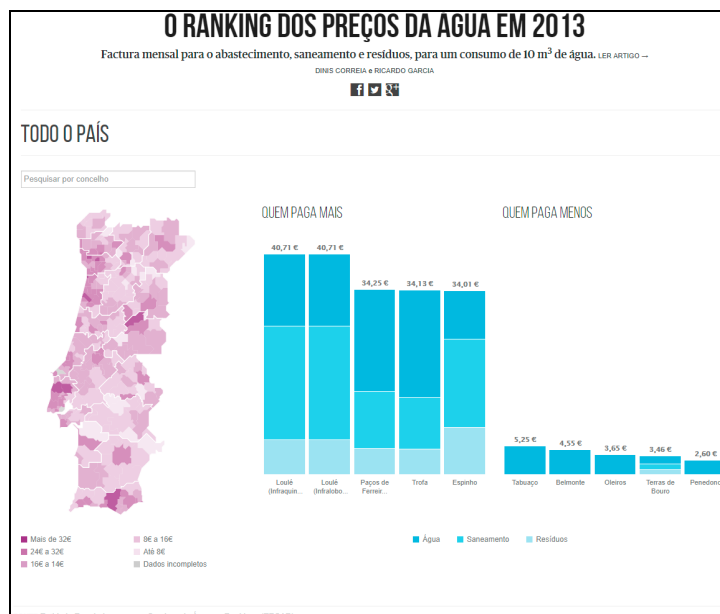 O RANKING DOS PREÇOS DA ÁGUA EM 2013
Factura mensal para o abastecimento, saneamento e resíduos, para um consumo de 10 m³ de água. LER ARTIGO →
DINIS CORREIA e RICARDO GARCIA
TODO O PAÍS
Pesquisar por concelho
QUEM PAGA MAIS
40,71 € 40,71 € 34,25 € 34,13 € 34,01 €
Loulé (Infraquin... Loulé (Infralobo... Paços de Ferreir... Trofa Espinho
QUEM PAGA MENOS
5,25 € 4,55 € 3,65 € 3,46 € 2,60 €
Tabuaço Belmonte Oleiros Terras de Bouro Penedono
Mais de 32€
24€ a 32€
16€ a 14€
8€ a 16€
Até 8€
Dados incompletos
Água Saneamento Resíduos